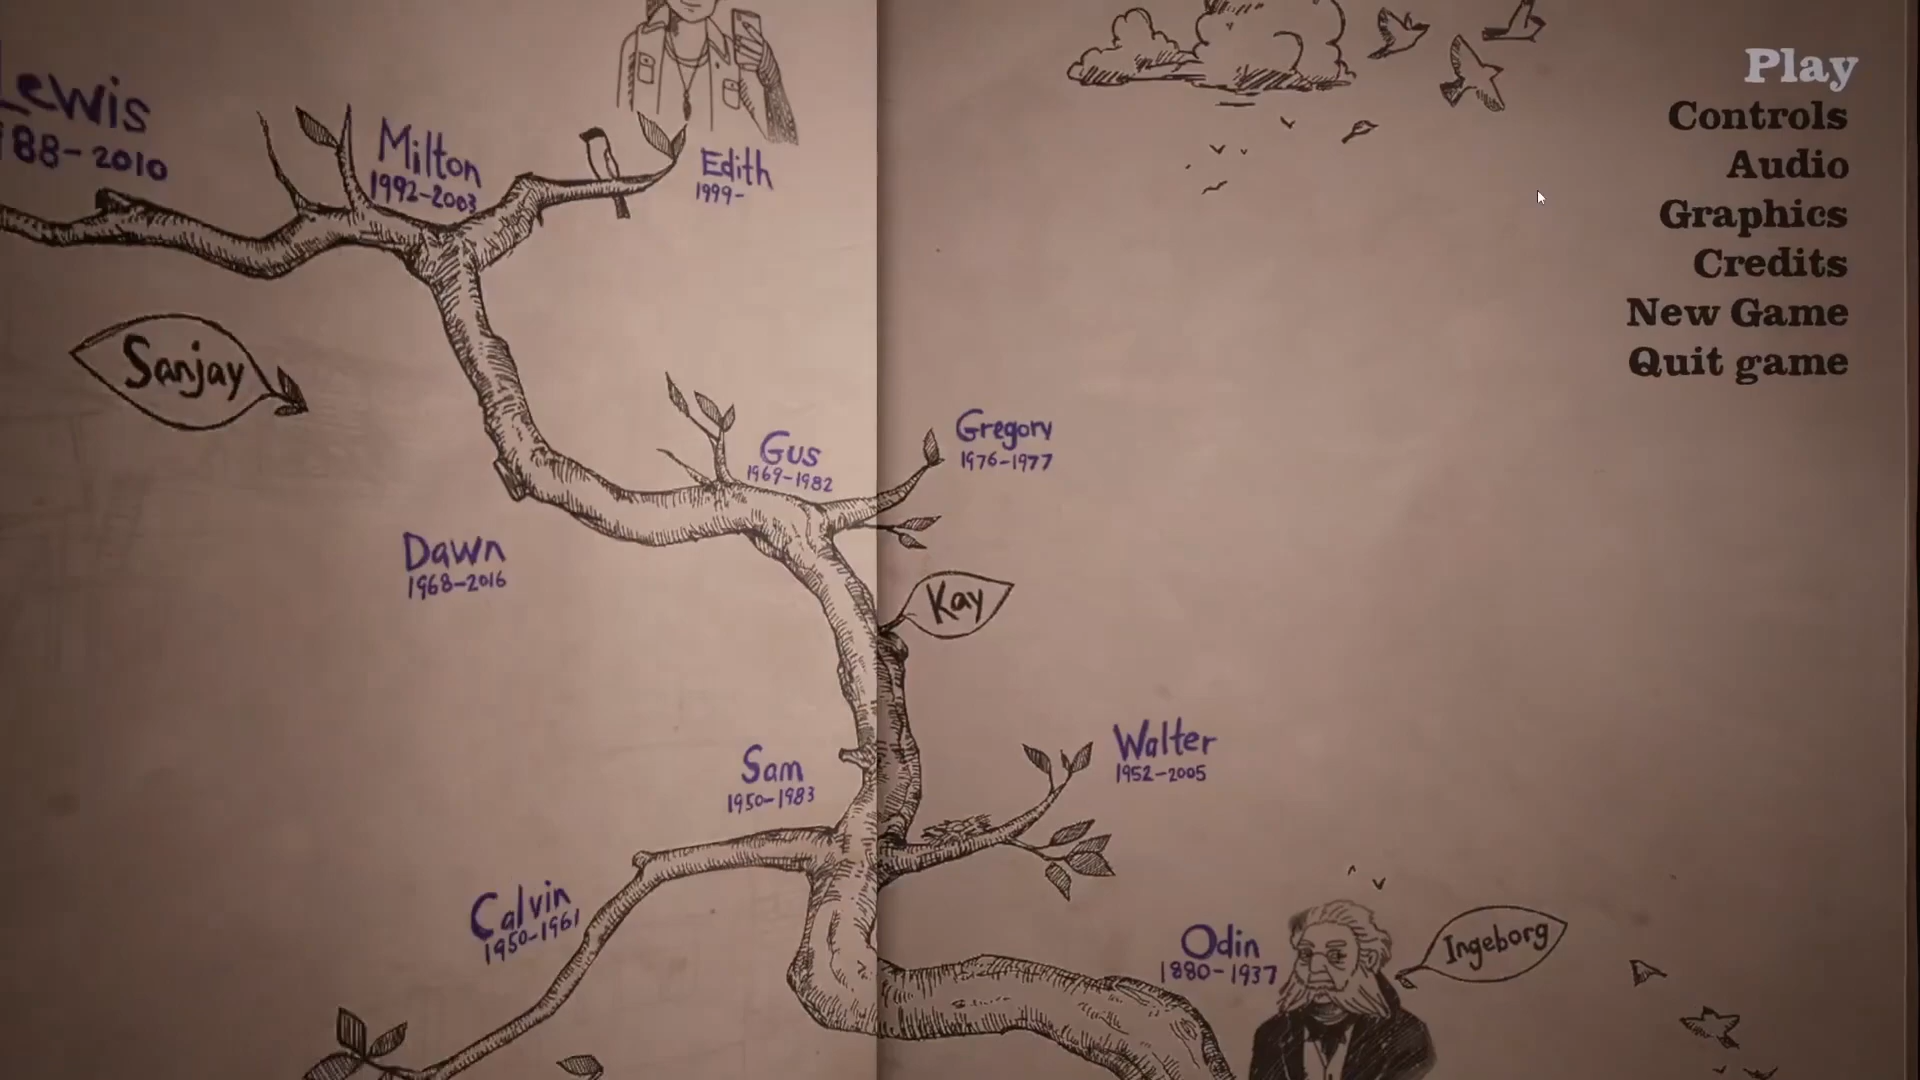 Lewis
188-2010
Milton
1992-2003
Edith
1999-
Sanjay
Gus
1969-1982
Gregory
1976-1977
Dawn
1968-2016
Kay
Sam
1950-1983
Walter
1952-2005
Calvin
1950-1961
Odin
1880-1937
Ingeborg
Play
Controls
Audio
Graphics
Credits
New Game
Quit game